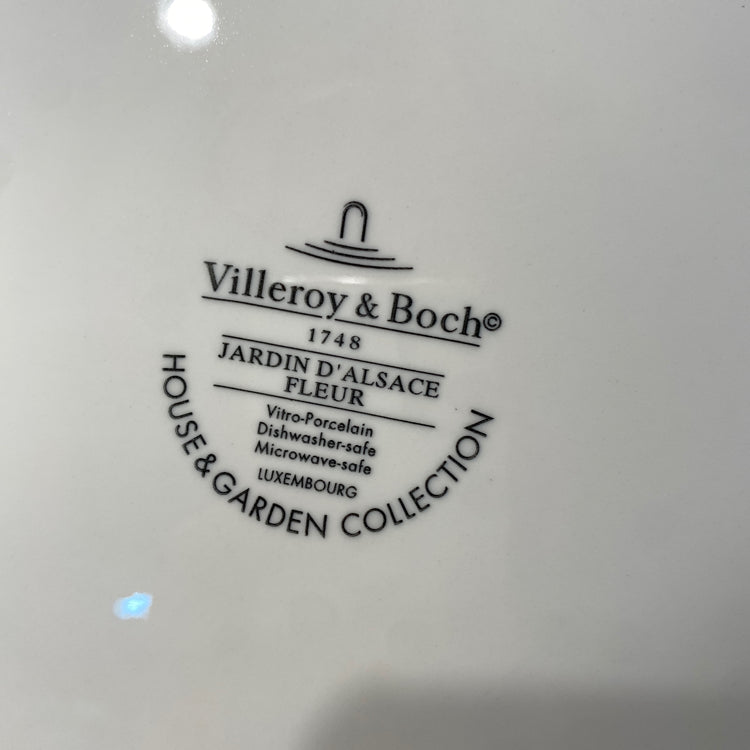 Villeroy & Boch©
1748
JARDIN D'ALSACE
FLEUR
Vitro-Porcelain
Dishwasher-safe
Microwave-safe
LUXEMBOURG
HOUSE & GARDEN COLLECTION